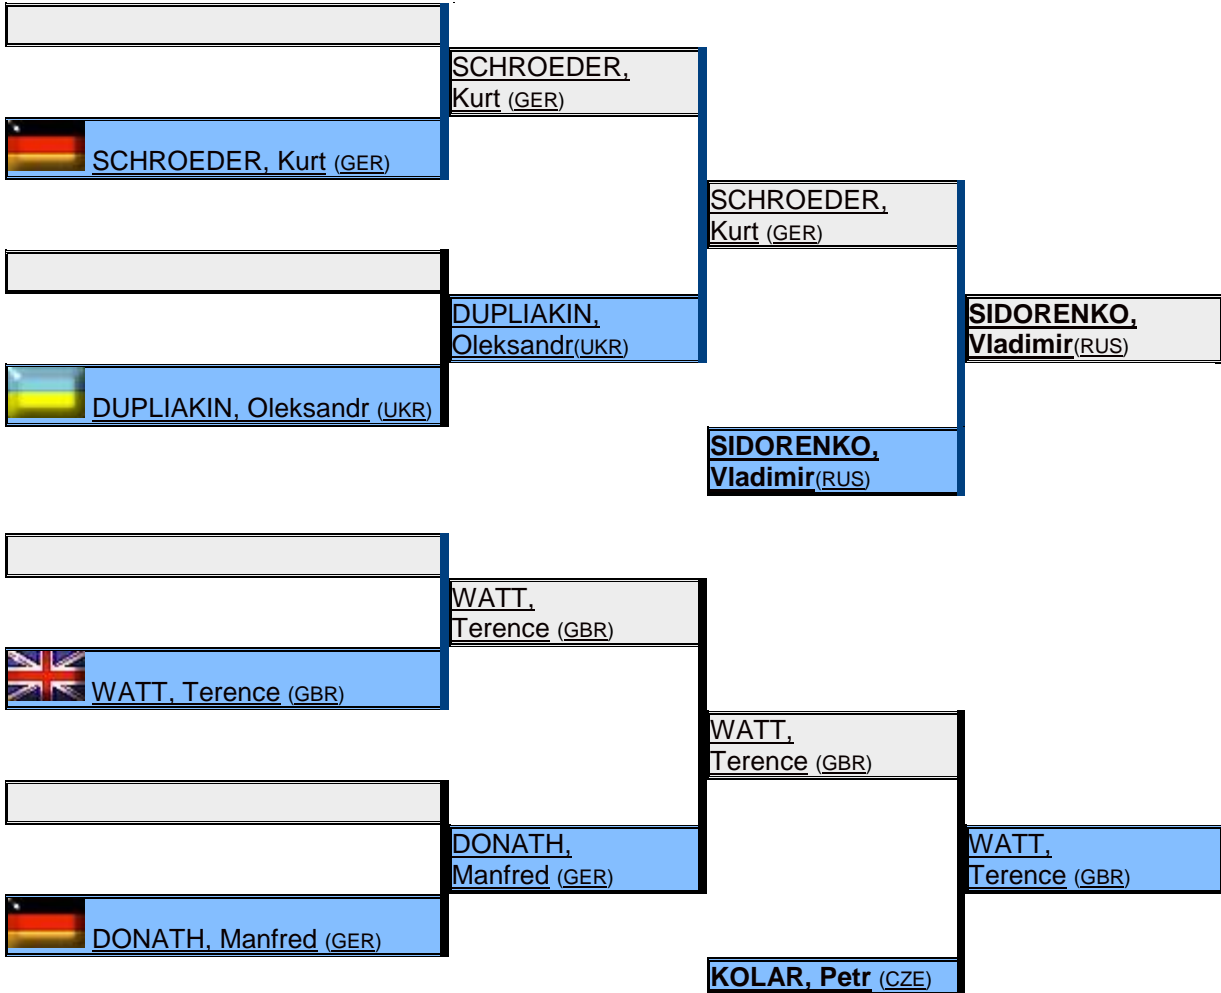 SCHROEDER,
Kurt (GER)
SCHROEDER, Kurt (GER)
SCHROEDER,
Kurt (GER)
DUPLIAKIN,
Oleksandr(UKR)
SIDORENKO,
Vladimir(RUS)
DUPLIAKIN, Oleksandr (UKR)
SIDORENKO,
Vladimir(RUS)
WATT,
Terence (GBR)
WATT, Terence (GBR)
WATT,
Terence (GBR)
DONATH,
Manfred (GER)
WATT,
Terence (GBR)
DONATH, Manfred (GER)
KOLAR, Petr (CZE)